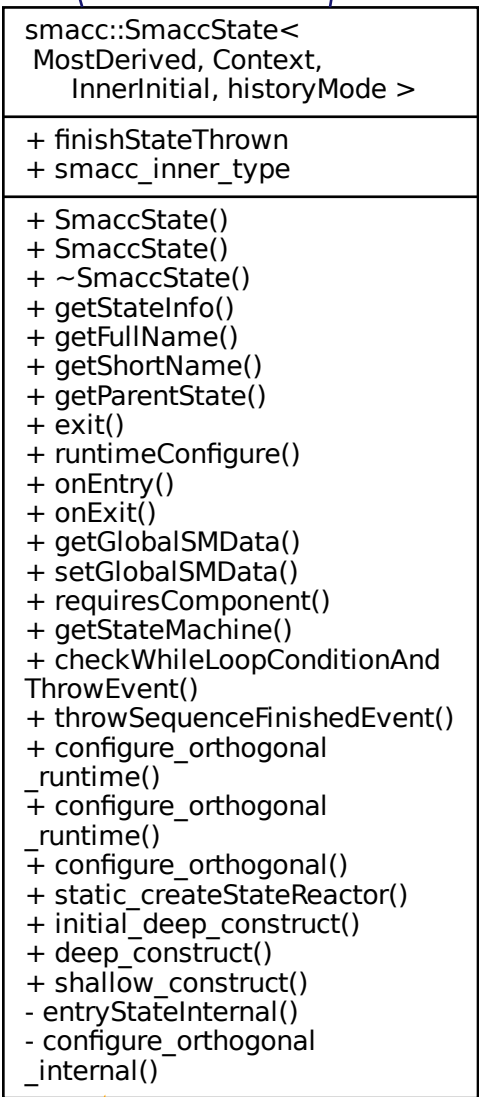 smacc::SmaccState<
MostDerived, Context,
InnerInitial, historyMode >
+ finishStateThrown
+ smacc_inner_type
+ SmaccState()
+ SmaccState()
+ ~SmaccState()
+ getStateInfo()
+ getFullName()
+ getShortName()
+ getParentState()
+ exit()
+ runtimeConfigure()
+ onEntry()
+ onExit()
+ getGlobalSMData()
+ setGlobalSMData()
+ requiresComponent()
+ getStateMachine()
+ checkWhileLoopConditionAnd
ThrowEvent()
+ throwSequenceFinishedEvent()
+ configure_orthogonal
_runtime()
+ configure_orthogonal
_runtime()
+ configure_orthogonal()
+ static_createStateReactor()
+ initial_deep_construct()
+ deep_construct()
+ shallow_construct()
- entryStateInternal()
- configure_orthogonal
_internal()